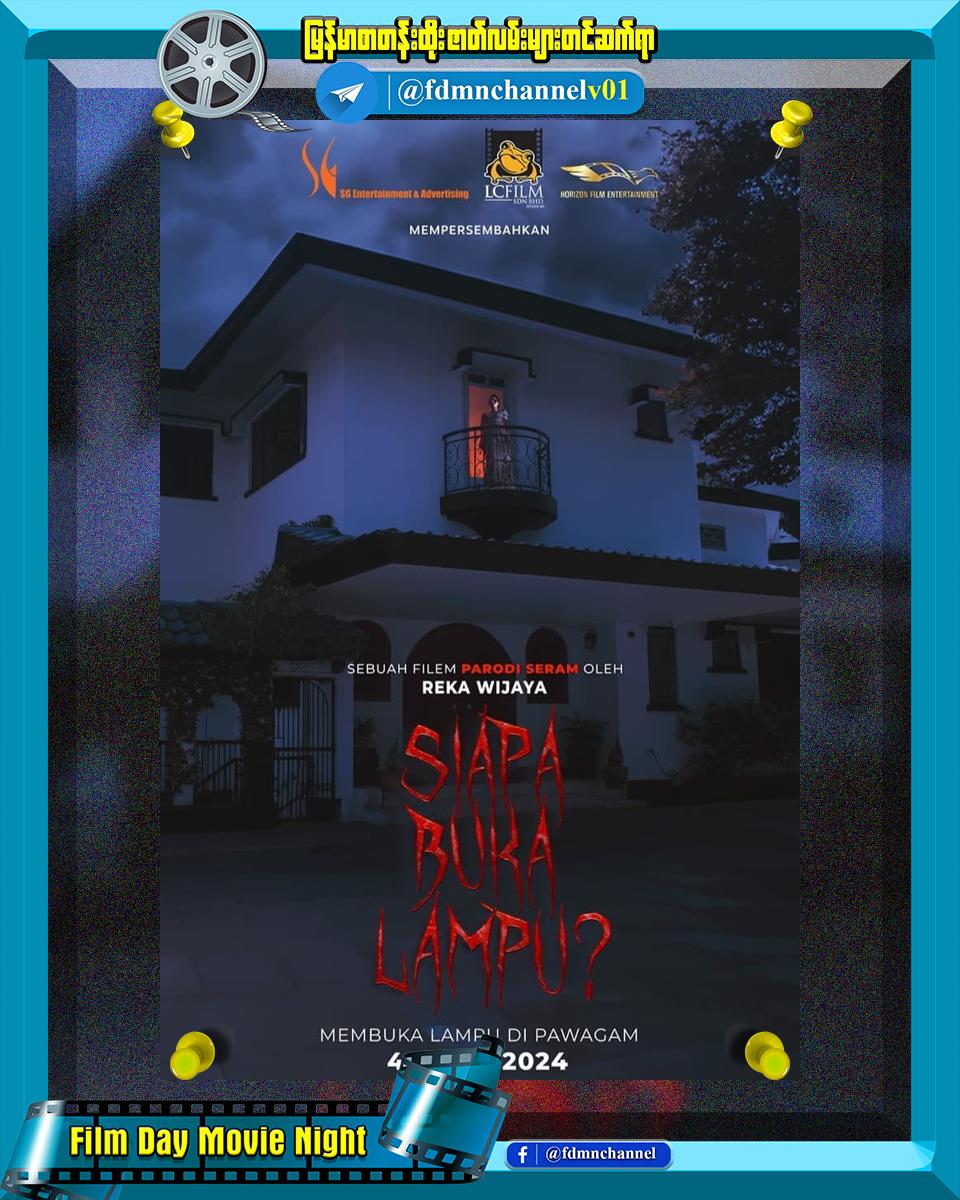 မြန်မာစာတန်းထိုးဇာတ်လမ်းများတင်ဆက်ရာ
@fdmnchannelv01
SG Entertainment & Advertising
LCFILM
SDN BHD
HORIZON FILM ENTERTAINMENT
MEMPERSEMBAHKAN
SEBUAH FILEM PARODI SERAM OLEH
REKA WIJAYA
SIAPA
BUKA
LAMPU?
MEMBUKA LAMPU DI PAWAGAM
2024
Film Day Movie Night
@fdmnchannel